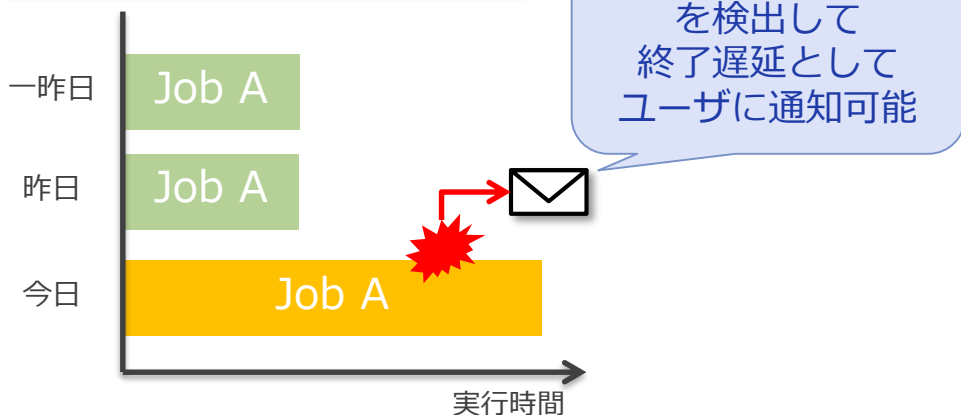 を検出して
終了遅延として
ユーザに通知可能
一昨日
Job A
昨日
Job A
今日
Job A
実行時間